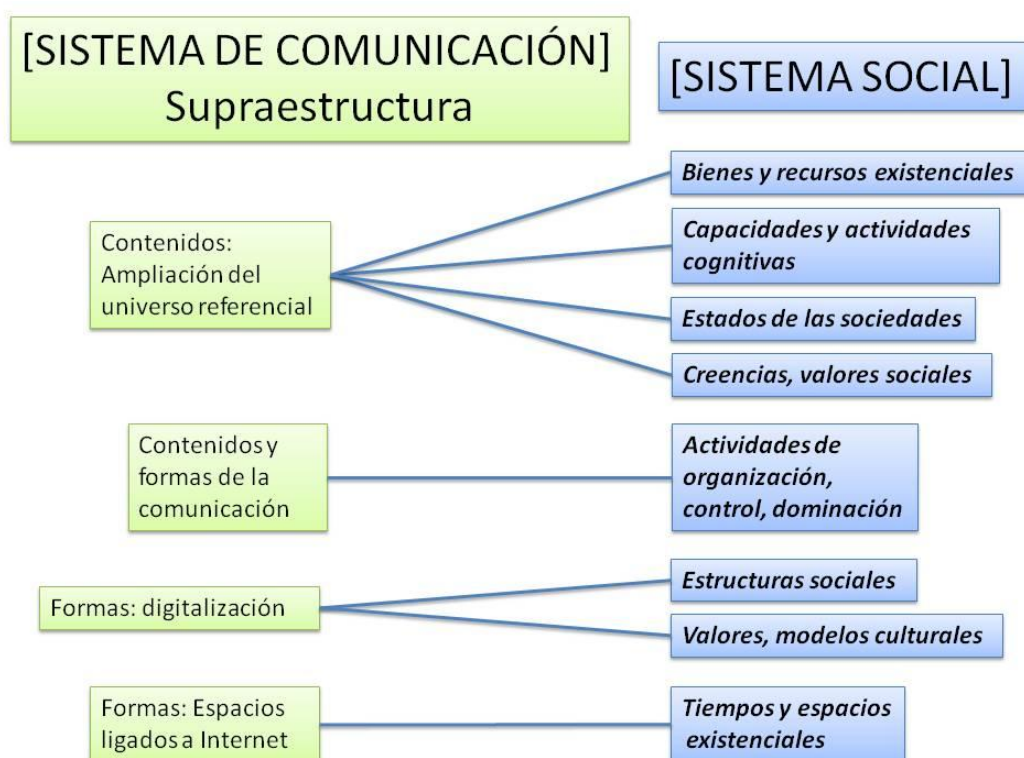 [SISTEMA DE COMUNICACIÓN]
Supraestructura
[SISTEMA SOCIAL]
Contenidos:
Ampliación del
universo referencial
Bienes y recursos existenciales
Capacidades y actividades
cognitivas
Estados de las sociedades
Creencias, valores sociales
Contenidos y
formas de la
comunicación
Actividades de
organización,
control, dominación
Formas: digitalización
Estructuras sociales
Valores, modelos culturales
Formas: Espacios
ligados a Internet
Tiempos y espacios
existenciales